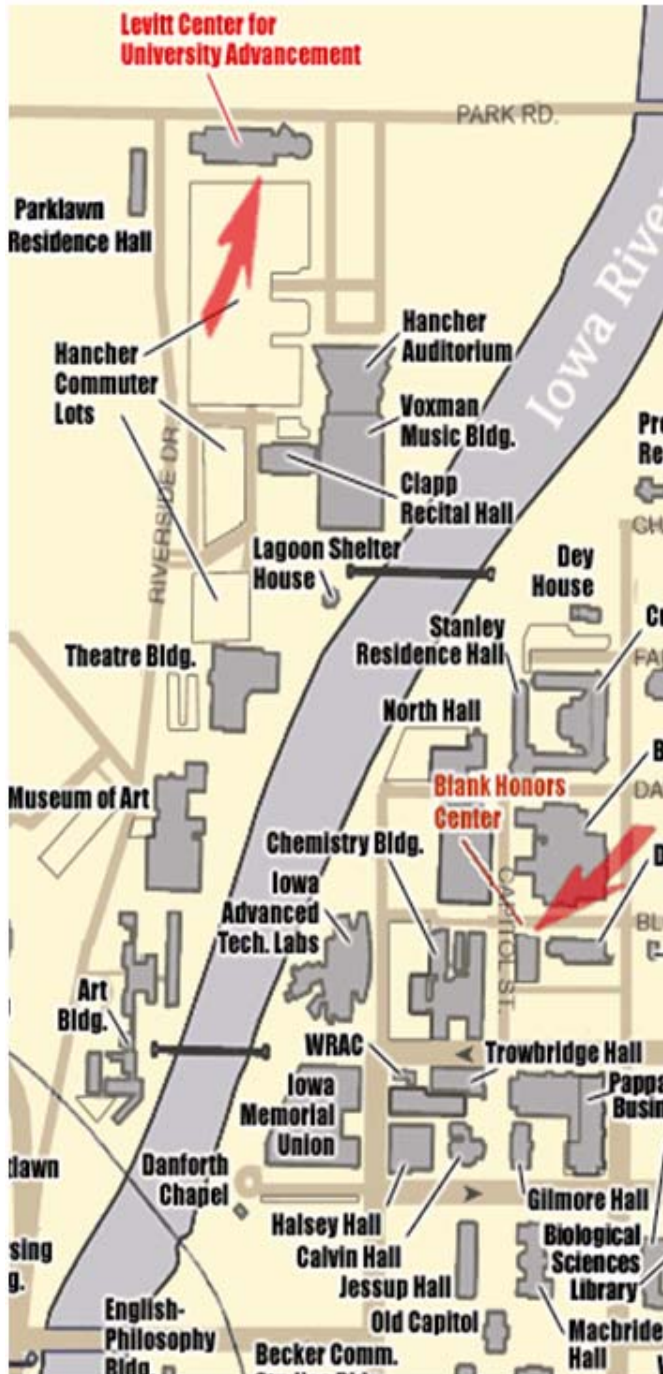 Levitt Center for
University Advancement
PARK RD.
Parklawn
Residence Hall
Iowa River
Hancher
Auditorium
Hancher
Commuter
Lots
Voxman
Music Bldg.
Clapp
Recital Hall
RIVERSIDE DR
Lagoon Shelter
House
Dey
House
Stanley
Residence Hall
Theatre Bldg.
North Hall
Museum of Art
Blank Honors
Center
Chemistry Bldg.
Iowa
Advanced
Tech. Labs
CAPITOL ST.
Art
Bldg.
WRAC
Trowbridge Hall
Iowa
Memorial
Union
Danforth
Chapel
Halsey Hall
Gilmore Hall
Calvin Hall
Biological
Sciences
Library
Jessup Hall
Old Capitol
Macbride
Hall
English-
Philosophy
Bldg
Becker Comm.